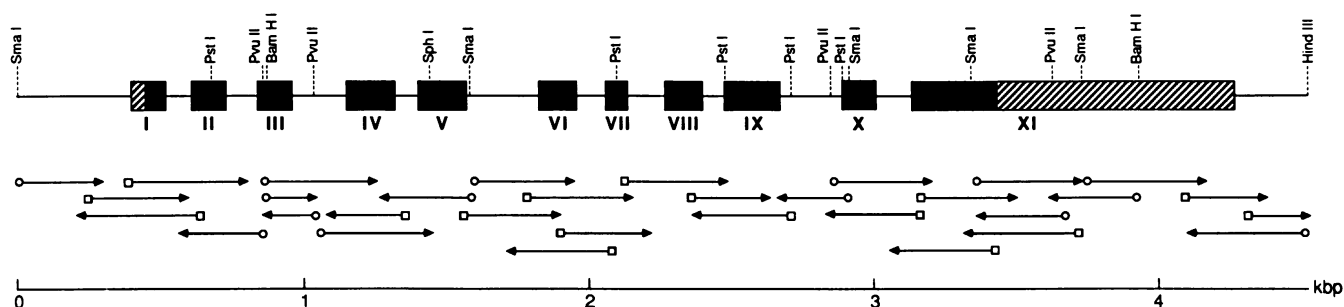 Sma I Pst I Pvu II Bam H I Pvu II Sph I Sma I Pst I Pst I Pst I Pvu II Pst I Sma I Sma I Pvu II Sma I Bam H I Hind III
I II III IV V VI VII VIII IX X XI
0 1 2 3 4 kbp